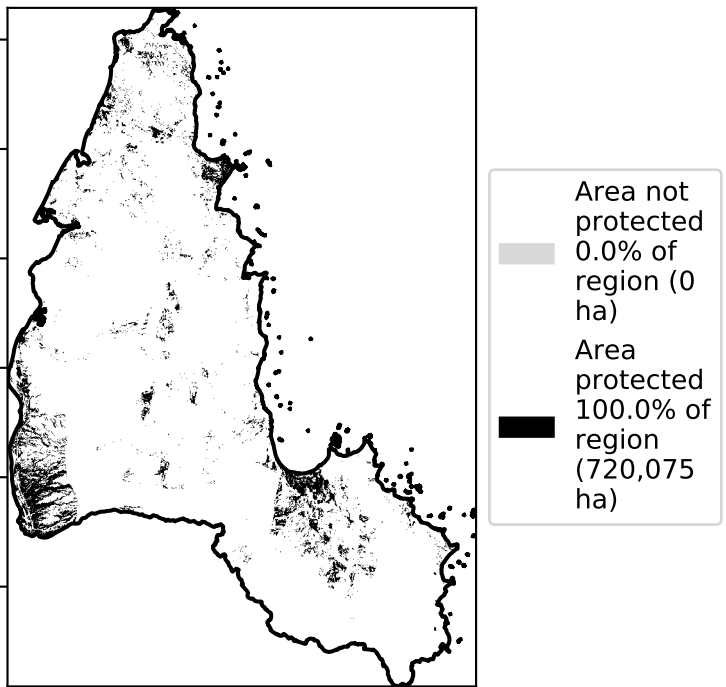 Area not
protected
0.0% of
region (0
ha)
Area
protected
100.0% of
region
(720,075
ha)